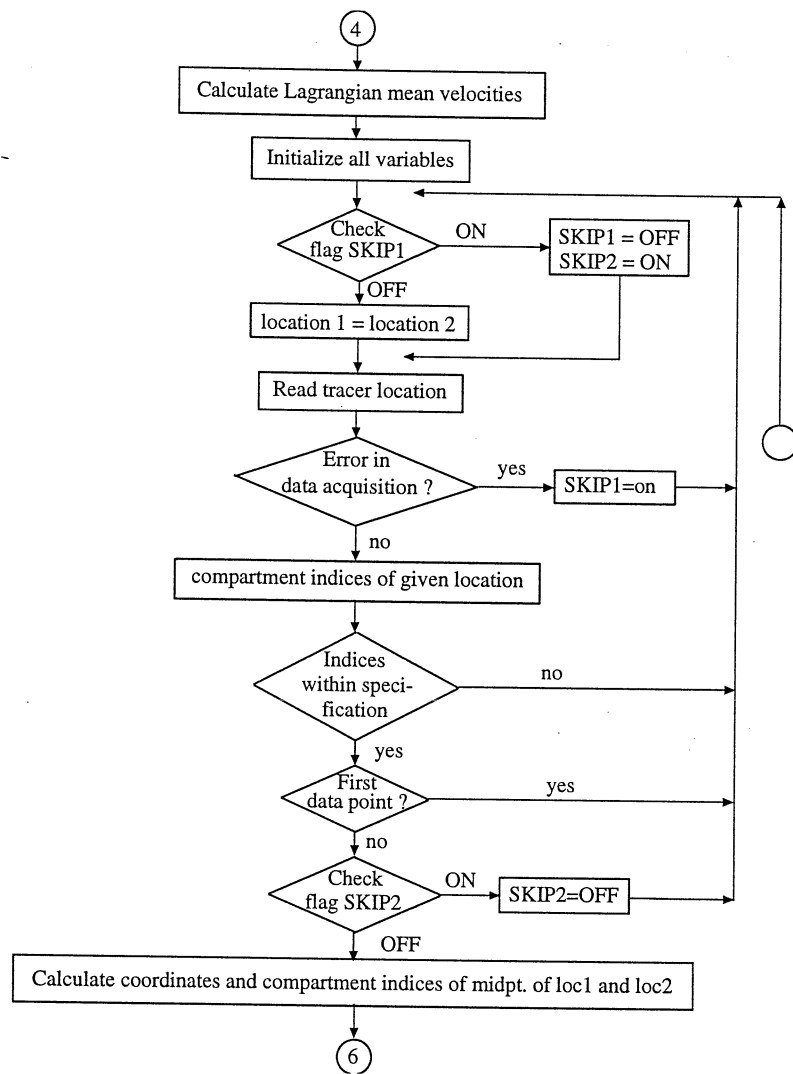 4
Calculate Lagrangian mean velocities
Initialize all variables
Check
flag SKIP1
ON
SKIP1 = OFF
SKIP2 = ON
OFF
location 1 = location 2
Read tracer location
Error in
data acquisition ?
yes
SKIP1=on
no
compartment indices of given location
Indices
within speci-
fication
no
yes
First
data point ?
yes
no
Check
flag SKIP2
ON
SKIP2=OFF
OFF
Calculate coordinates and compartment indices of midpt. of loc1 and loc2
6